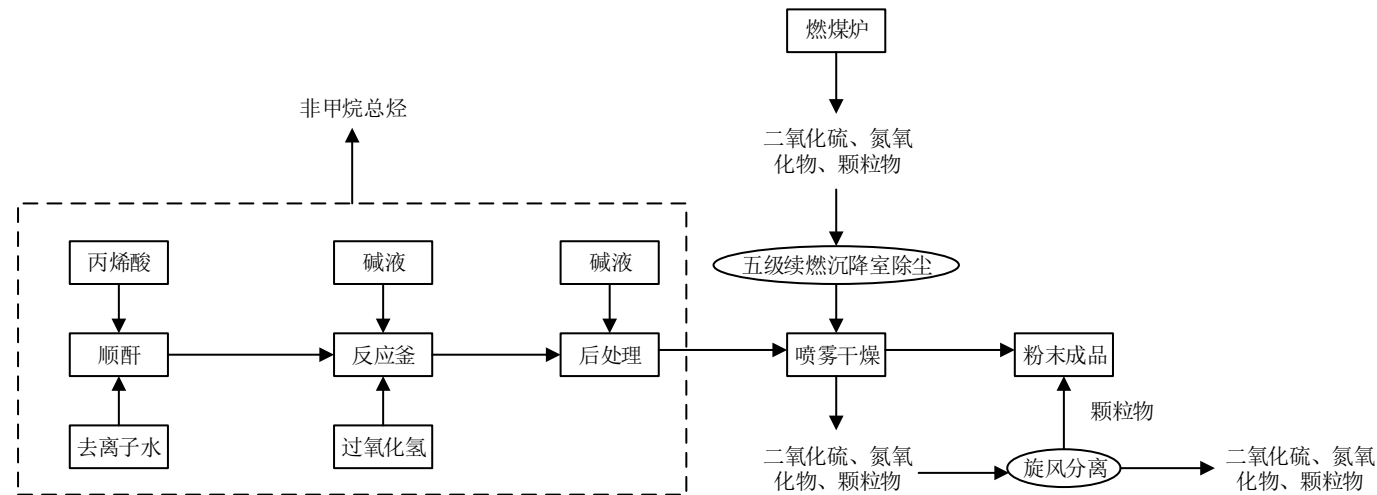 燃煤炉
非甲烷总烃
二氧化硫、氮氧
化物、颗粒物
丙烯酸
碱液
碱液
五级续燃沉降室除尘
顺酐
反应釜
后处理
喷雾干燥
粉末成品
颗粒物
去离子水
过氧化氢
二氧化硫、氮氧
化物、颗粒物
旋风分离
二氧化硫、氮氧
化物、颗粒物